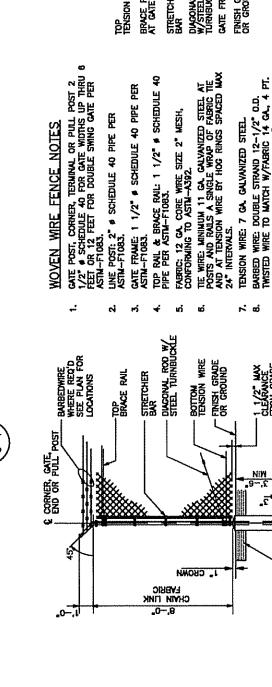 WOVEN WIRE FENCE NOTES
1. GATE POST, CORNER, TERMINAL OR PULL POST 2
1/2" ø SCHEDULE 40 FOR GATE WIDTHS UP THRU 6
FEET OR 12 FEET FOR DOUBLE SWING GATE PER
ASTM-F1083.
2. LINE POST: 2" ø SCHEDULE 40 PIPE PER
ASTM-F1083.
3. GATE FRAME: 1 1/2" ø SCHEDULE 40 PIPE PER
ASTM-F1083.
4. TOP & BRACE RAIL: 1 1/2" ø SCHEDULE 40
PIPE PER ASTM-F1083.
5. FABRIC: 12 GA. CORE WIRE SIZE 2" MESH,
CONFORMING TO ASTM-A392.
6. TIE WIRE: MINIMUM 11 GA. GALVANIZED STEEL AT
POSTS AND RAILS A SINGLE WRAP OF FABRIC TIE
AND AT TENSION WIRE BY HOG RINGS SPACED MAX
24" INTERVALS.
7. TENSION WIRE: 7 GA. GALVANIZED STEEL.
8. BARBED WIRE: DOUBLE STRAND 12-1/2" O.D.
TWISTED WIRE TO MATCH W/FABRIC 14 GA., 4 PT.
TOP
TENSION
BRACE
AT GATE
STRETCH
BAR
DIAGONAL
W/STEEL
TURNBUC
GATE FR
FINISH G
OR GROU
CORNER, GATE,
END OR PULL POST
BARBEDWIRE
WHERE REQ'D
SEE PLAN FOR
LOCATIONS
TOP
BRACE RAIL
STRETCHER
BAR
DIAGONAL ROD W/
STEEL TURNBUCKLE
BOTTOM
TENSION WIRE
FINISH GRADE
OR GROUND
1 1/2" MAX
CLEARANCE
45°
1'-0"
8'-0"
CHAIN LINK
FABRIC
1" CROWN
3'-6"
MIN